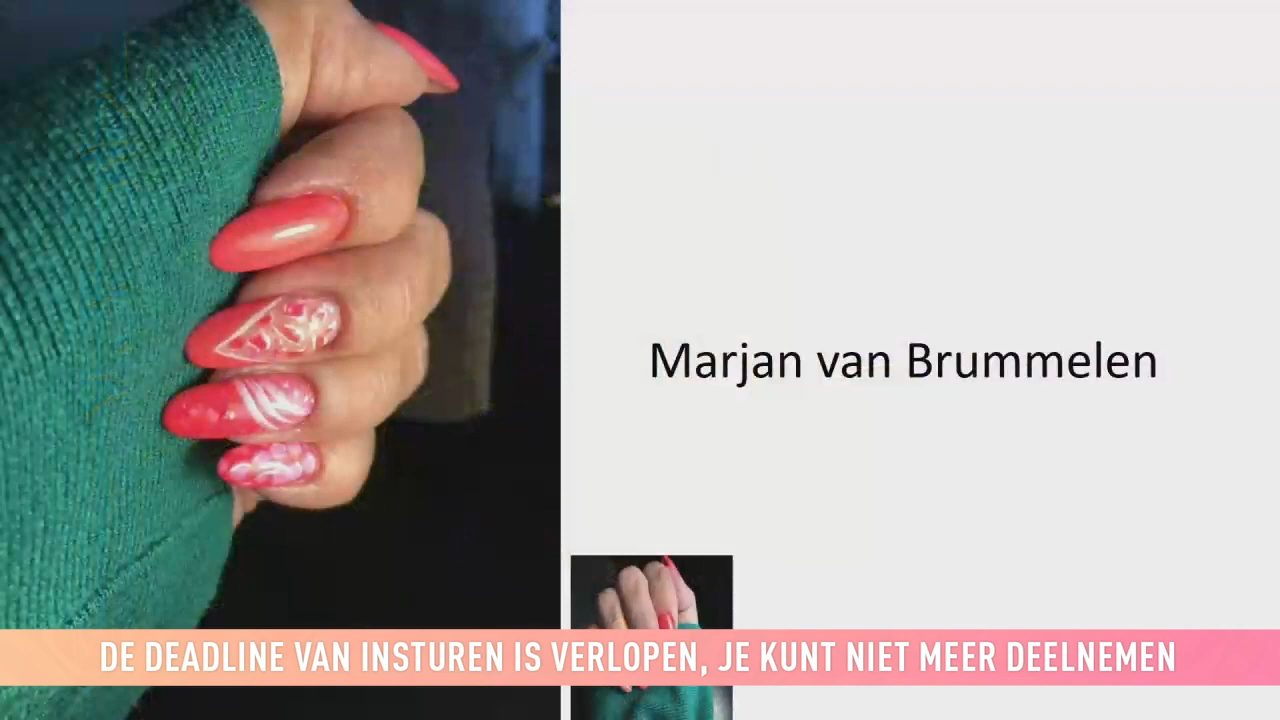 Marjan van Brummelen
DE DEADLINE VAN INSTUREN IS VERLOPEN, JE KUNT NIET MEER DEELNEMEN